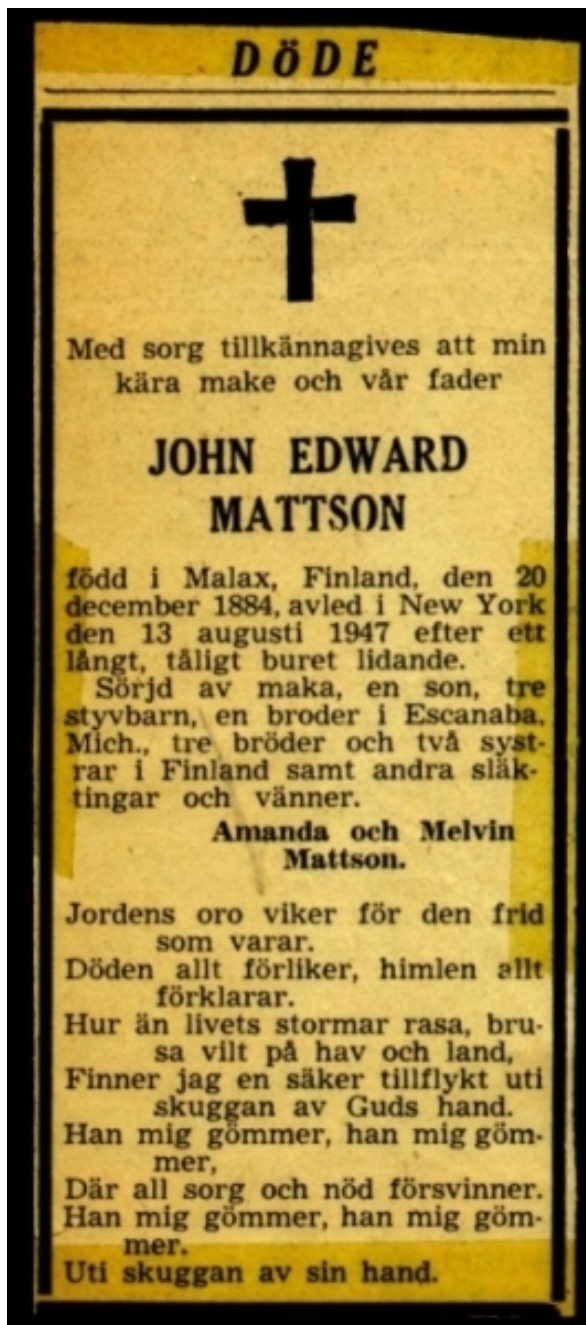 DÖDE
Med sorg tillkännagives att min
kära make och vår fader
JOHN EDWARD
MATTSON
född i Malax, Finland, den 20
december 1884, avled i New York
den 13 augusti 1947 efter ett
långt, tåligt buret lidande.
Sörjd av maka, en son, tre
styvbarn, en broder i Escanaba,
Mich., tre bröder och två syst-
rar i Finland samt andra släk-
tingar och vänner.
Amanda och Melvin
Mattson.
Jordens oro viker för den frid
som varar.
Döden allt förliker, himlen allt
förklarar.
Hur än livets stormar rasa, bru-
sa vilt på hav och land,
Finner jag en säker tillflykt uti
skuggan av Guds hand.
Han mig gömmer, han mig göm-
mer,
Där all sorg och nöd försvinner.
Han mig gömmer, han mig göm-
mer.
Uti skuggan av sin hand.